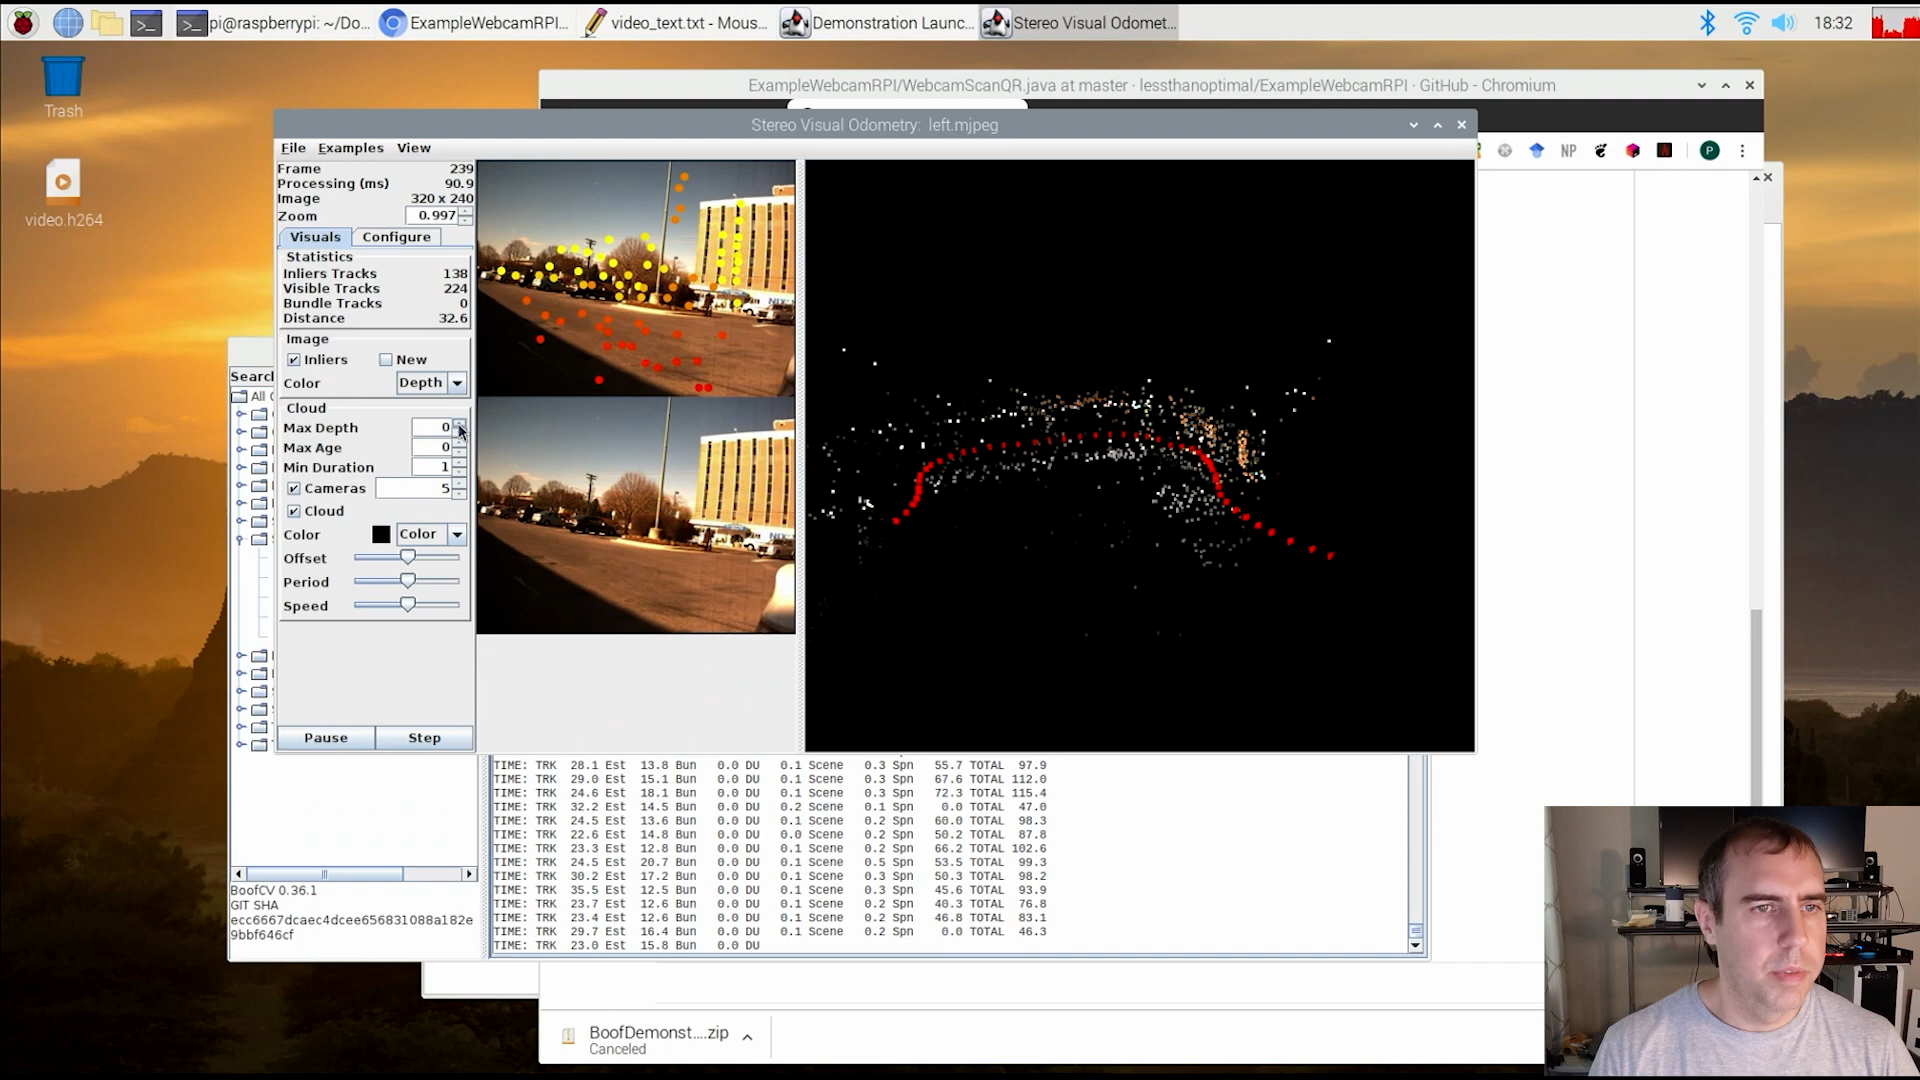 pi@raspberrypi: ~/Do...
ExampleWebcamRPI...
video_text.txt - Mous...
Demonstration Launc...
Stereo Visual Odomet...
18:32
Trash
video.h264
ExampleWebcamRPI/WebcamScanQR.java at master · lessthanoptimal/ExampleWebcamRPI · GitHub - Chromium
NP
P
Stereo Visual Odometry: left.mjpeg
File Examples View
Frame 239
Processing (ms) 90.9
Image 320 x 240
Zoom 0.997
Visuals Configure
Statistics
Inliers Tracks 138
Visible Tracks 224
Bundle Tracks 0
Distance 32.6
Image
Inliers New
Color Depth
Cloud
Max Depth 0
Max Age 0
Min Duration 1
Cameras 5
Cloud
Color Color
Offset
Period
Speed
Pause Step
All
TIME: TRK 28.1 Est 13.8 Bun 0.0 DU 0.1 Scene 0.3 Spn 55.7 TOTAL 97.9
TIME: TRK 29.0 Est 15.1 Bun 0.0 DU 0.1 Scene 0.3 Spn 67.6 TOTAL 112.0
TIME: TRK 24.6 Est 18.1 Bun 0.0 DU 0.1 Scene 0.3 Spn 72.3 TOTAL 115.4
TIME: TRK 32.2 Est 14.5 Bun 0.0 DU 0.2 Scene 0.1 Spn 0.0 TOTAL 47.0
TIME: TRK 24.5 Est 13.6 Bun 0.0 DU 0.1 Scene 0.2 Spn 60.0 TOTAL 98.3
TIME: TRK 22.6 Est 14.8 Bun 0.0 DU 0.0 Scene 0.2 Spn 50.2 TOTAL 87.8
TIME: TRK 23.3 Est 12.8 Bun 0.0 DU 0.1 Scene 0.2 Spn 66.2 TOTAL 102.6
TIME: TRK 24.5 Est 20.7 Bun 0.0 DU 0.1 Scene 0.5 Spn 53.5 TOTAL 99.3
TIME: TRK 30.2 Est 17.2 Bun 0.0 DU 0.1 Scene 0.3 Spn 50.3 TOTAL 98.2
TIME: TRK 35.5 Est 12.5 Bun 0.0 DU 0.1 Scene 0.3 Spn 45.6 TOTAL 93.9
TIME: TRK 23.7 Est 12.6 Bun 0.0 DU 0.1 Scene 0.2 Spn 40.3 TOTAL 76.8
TIME: TRK 23.4 Est 12.6 Bun 0.0 DU 0.1 Scene 0.2 Spn 46.8 TOTAL 83.1
TIME: TRK 29.7 Est 16.4 Bun 0.0 DU 0.1 Scene 0.2 Spn 0.0 TOTAL 46.3
TIME: TRK 23.0 Est 15.8 Bun 0.0 DU
BoofCV 0.36.1
GIT SHA
ecc6667dcaec4dcee656831088a182e
9bbf646cf
BoofDemonst....zip
Canceled